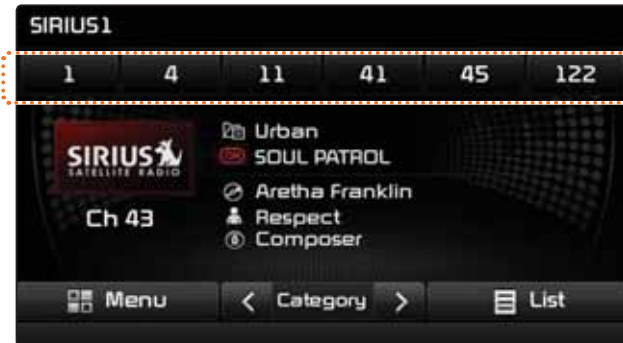 SIRIUS1
1 4 11 41 45 122
SIRIUS
SATELLITE RADIO
Ch 43
Urban
SOUL PATROL
Aretha Franklin
Respect
Composer
Menu < Category > List